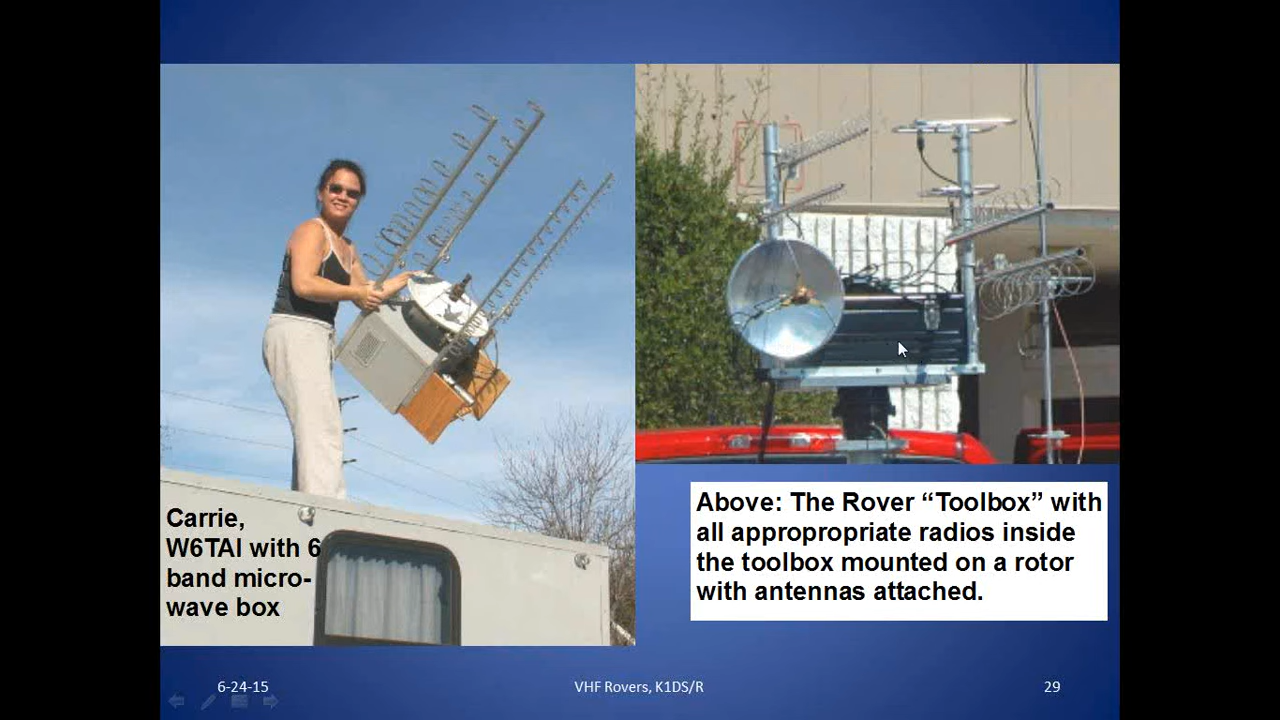 Carrie,
W6TAI with 6
band micro-
wave box
Above: The Rover “Toolbox” with
all appropropriate radios inside
the toolbox mounted on a rotor
with antennas attached.
6-24-15
VHF Rovers, K1DS/R
29